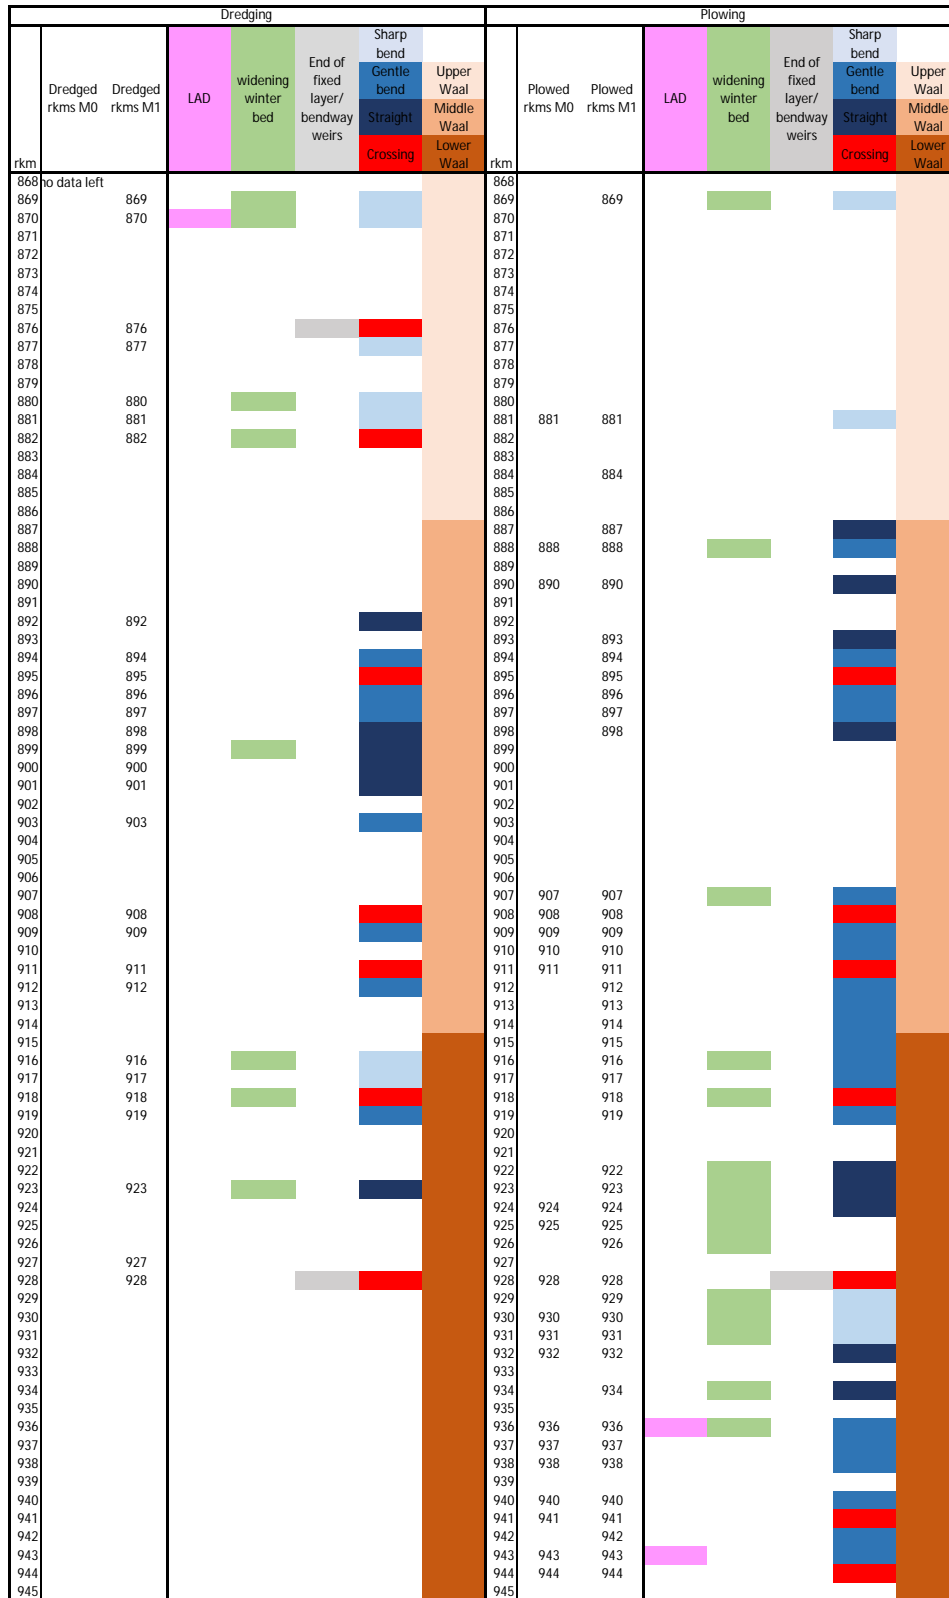 Dredging Plowing
rkm Dredged rkms M0 Dredged rkms M1 LAD widening winter bed End of fixed layer/ bendway weirs Sharp bend Gentle bend Straight Crossing Upper Waal Middle Waal Lower Waal rkm Plowed rkms M0 Plowed rkms M1 LAD widening winter bed End of fixed layer/ bendway weirs Sharp bend Gentle bend Straight Crossing Upper Waal Middle Waal Lower Waal
868 no data left 868
869 869 869 869
870 870 870
871 871
872 872
873 873
874 874
875 875
876 876 876
877 877 877
878 878
879 879
880 880 880
881 881 881 881 881
882 882 882
883 883
884 884 884
885 885
886 886
887 887 887
888 888 888 888
889 889
890 890 890 890
891 891
892 892 892
893 893 893
894 894 894 894
895 895 895 895
896 896 896 896
897 897 897 897
898 898 898 898
899 899 899
900 900 900
901 901 901
902 902
903 903 903
904 904
905 905
906 906
907 907 907 907
908 908 908 908 908
909 909 909 909 909
910 910 910 910
911 911 911 911 911
912 912 912 912
913 913 913
914 914 914
915 915 915
916 916 916 916
917 917 917 917
918 918 918 918
919 919 919 919
920 920
921 921
922 922 922
923 923 923 923
924 924 924 924
925 925 925 925
926 926 926
927 927 927
928 928 928 928 928
929 929 929
930 930 930 930
931 931 931 931
932 932 932 932
933 933
934 934 934
935 935
936 936 936 936
937 937 937 937
938 938 938 938
939 939
940 940 940 940
941 941 941 941
942 942 942
943 943 943 943
944 944 944 944
945 945